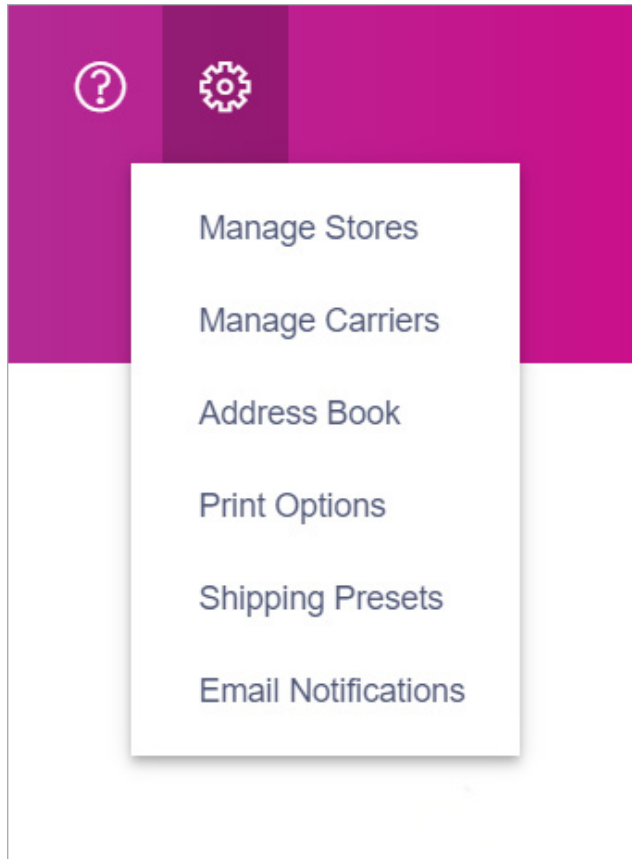 Manage Stores
Manage Carriers
Address Book
Print Options
Shipping Presets
Email Notifications